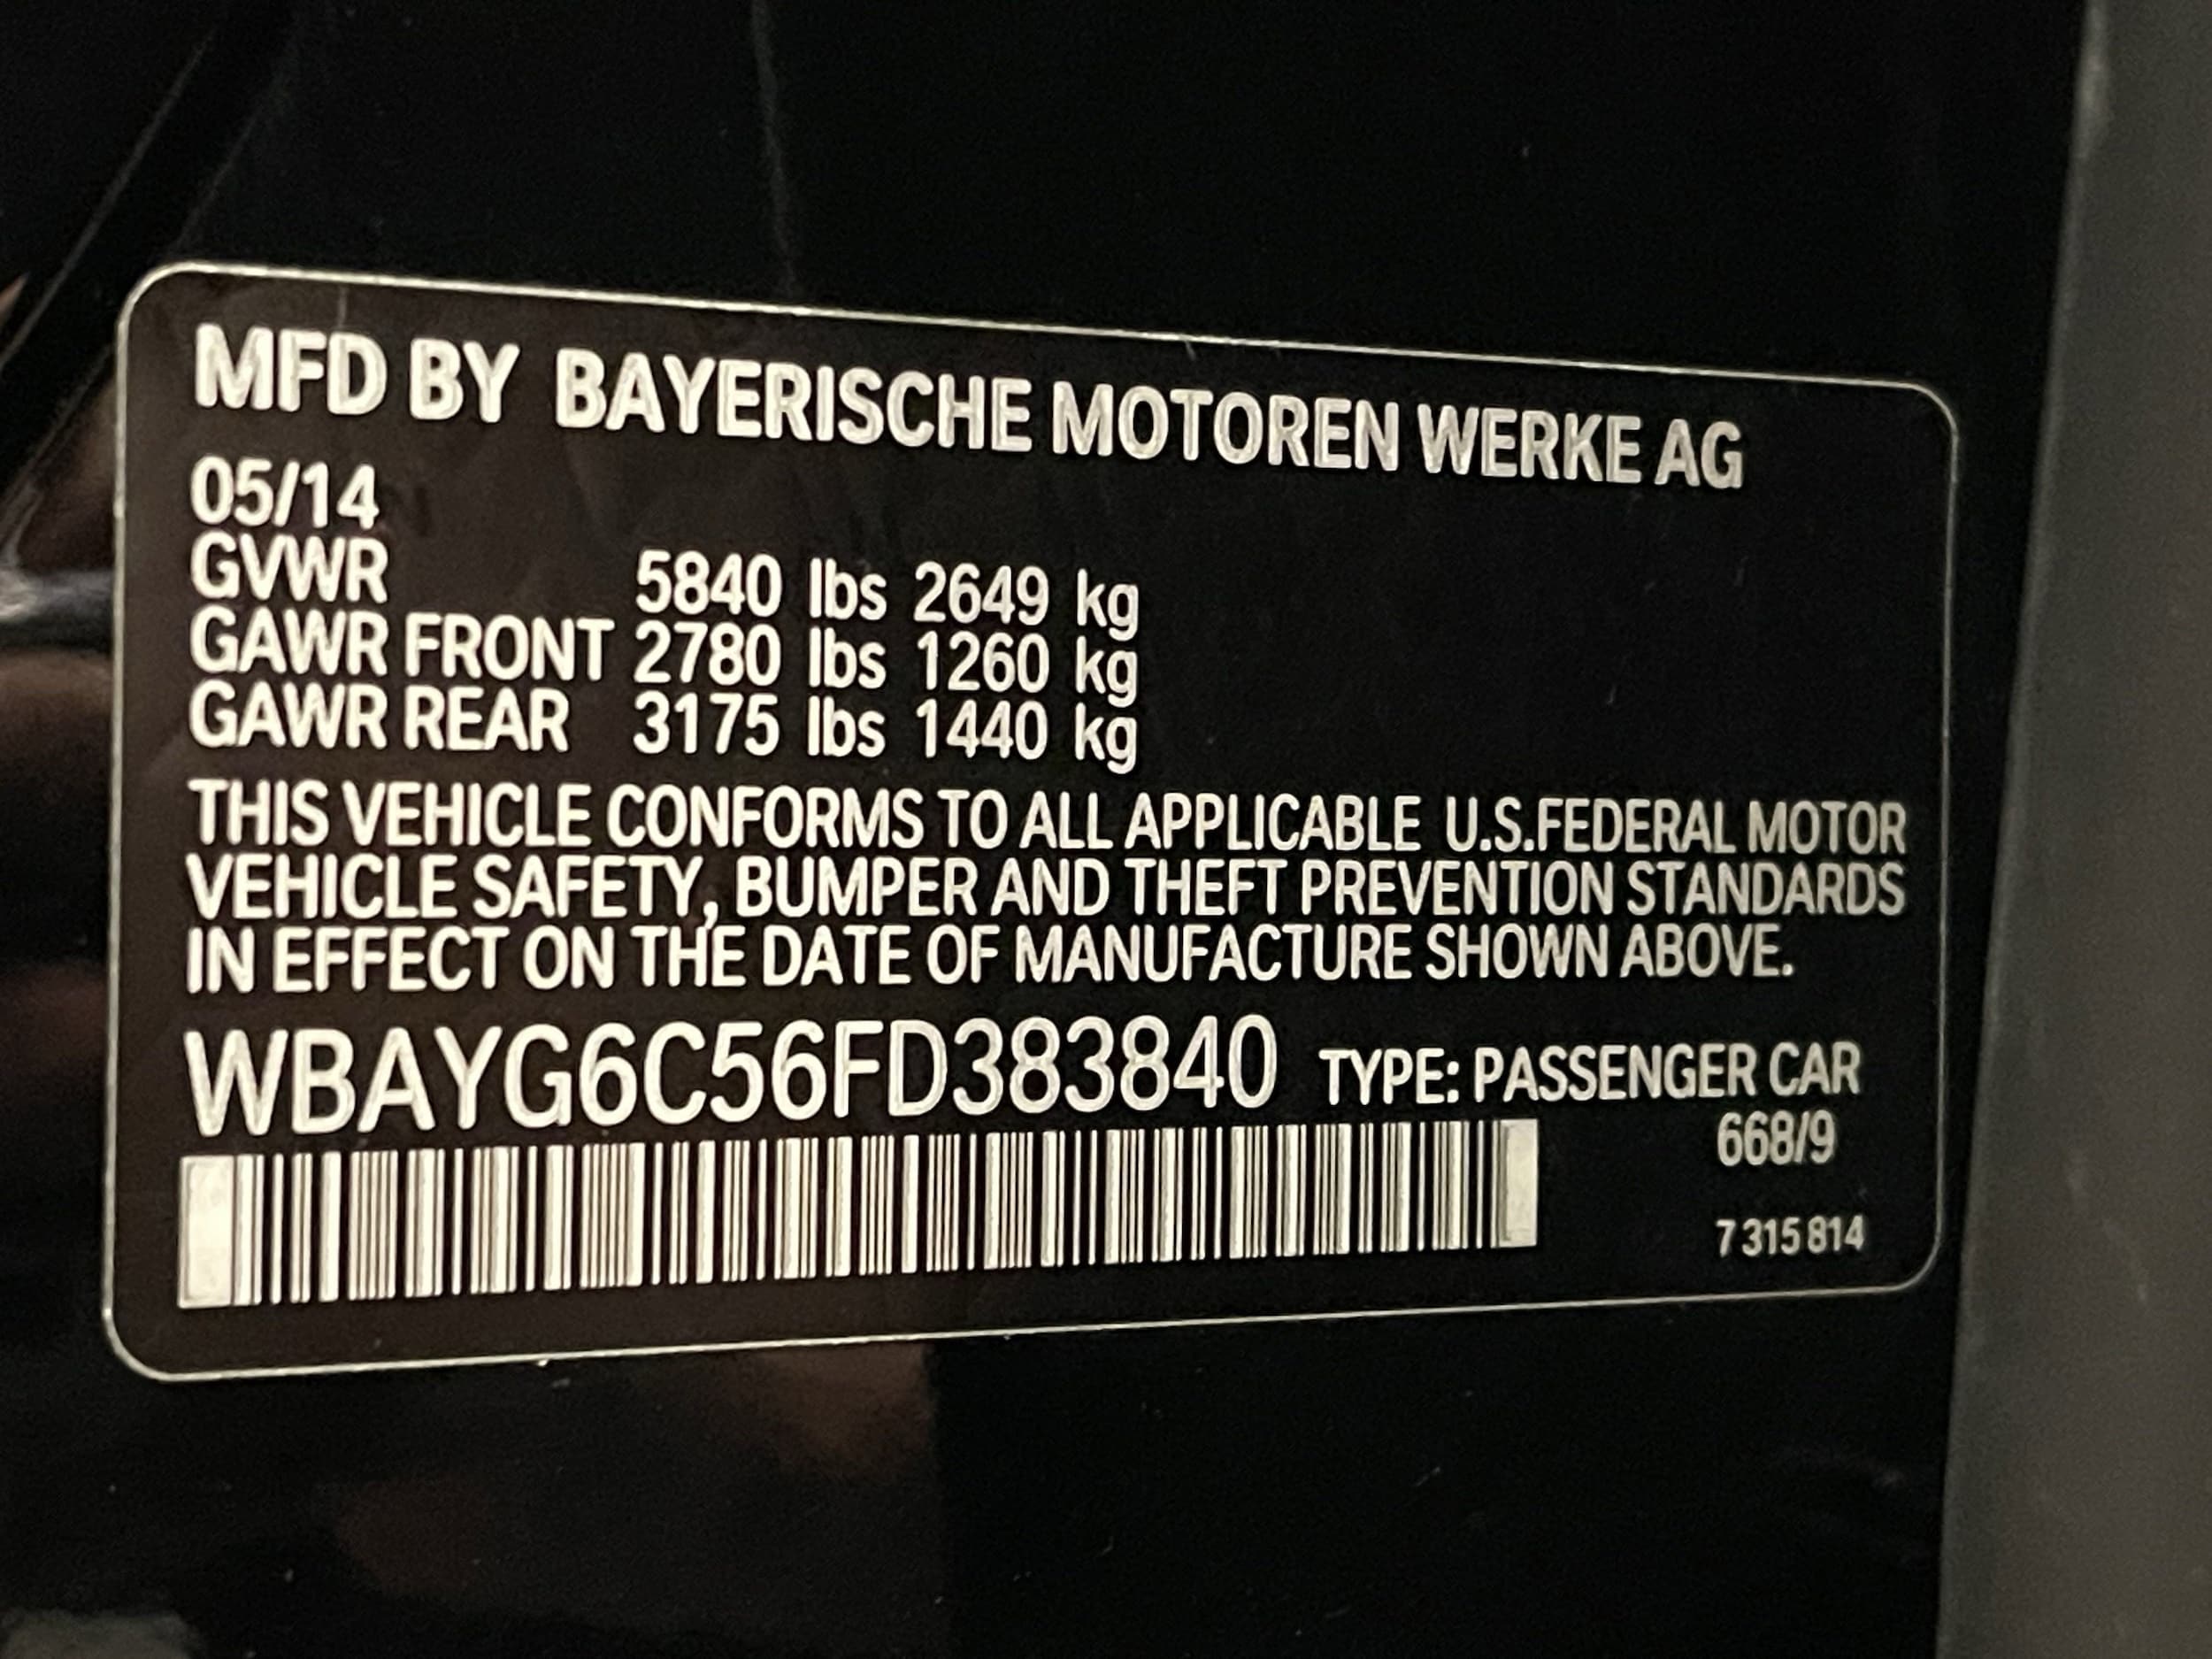 MFD BY BAYERISCHE MOTOREN WERKE AG
05/14
GVWR 5840 lbs 2649 kg
GAWR FRONT 2780 lbs 1260 kg
GAWR REAR 3175 lbs 1440 kg
THIS VEHICLE CONFORMS TO ALL APPLICABLE U.S.FEDERAL MOTOR
VEHICLE SAFETY, BUMPER AND THEFT PREVENTION STANDARDS
IN EFFECT ON THE DATE OF MANUFACTURE SHOWN ABOVE.
WBAYG6C56FD383840 TYPE: PASSENGER CAR
668/9
7 315 814